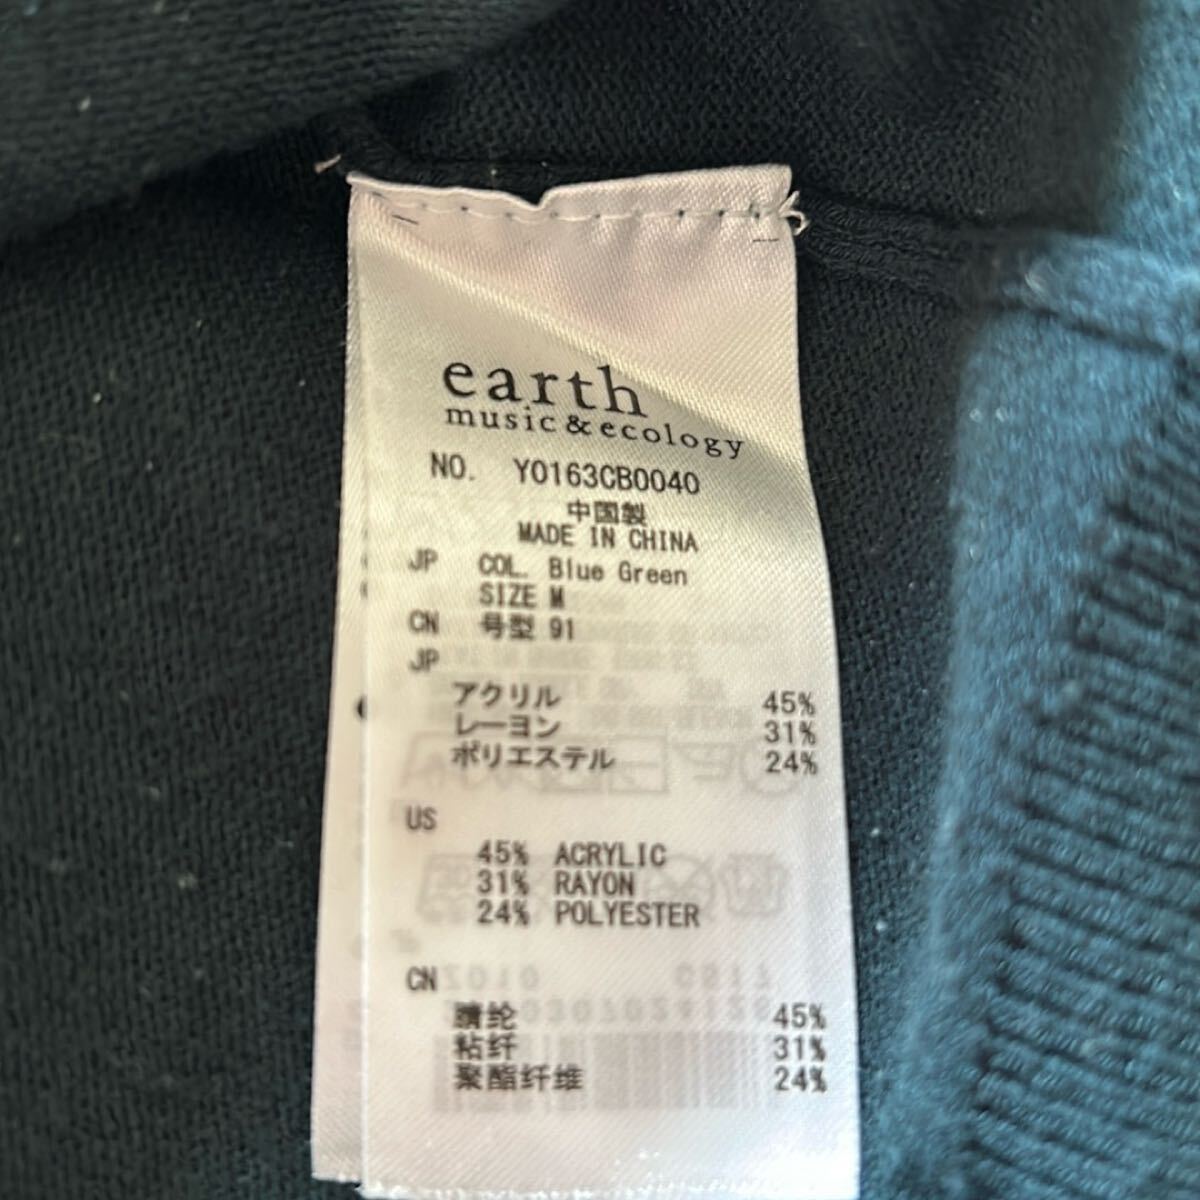 earth
music&ecology
NO. Y0163CB0040
中国製
MADE IN CHINA
JP COL. Blue Green
SIZE M
CN 号型 91
JP
アクリル 45%
レーヨン 31%
ポリエステル 24%
US
45% ACRYLIC
31% RAYON
24% POLYESTER
CN
腈纶 45%
粘纤 31%
聚酯纤维 24%